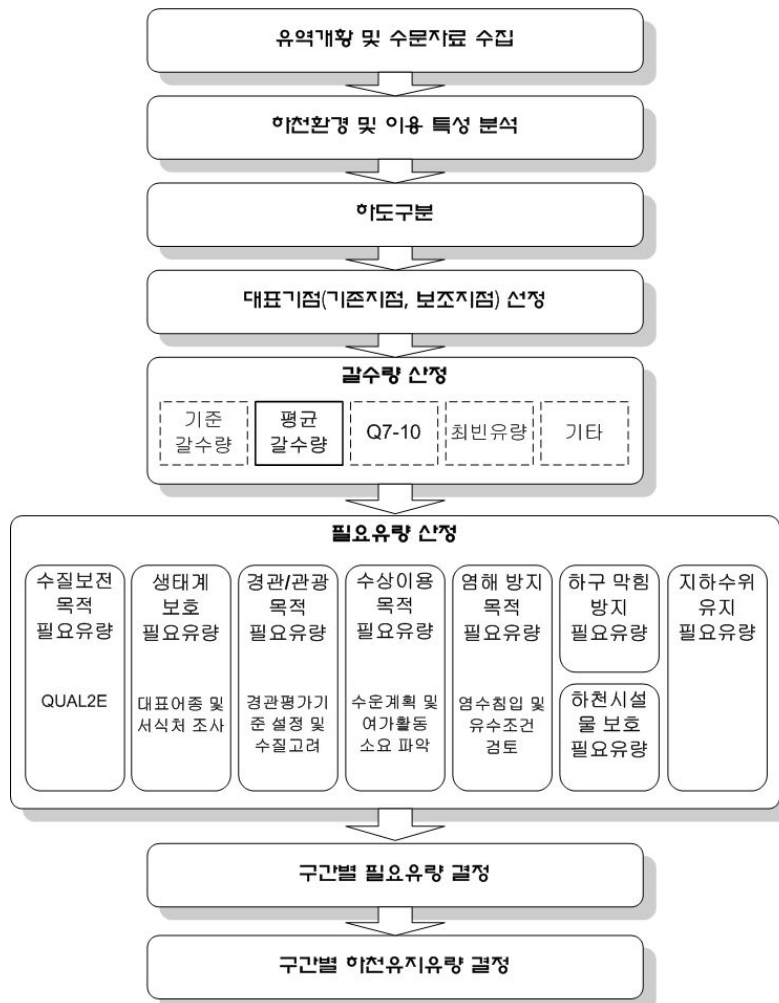 유역개황 및 수문자료 수집
하천환경 및 이용 특성 분석
하도구분
대표기점(기존지점, 보조지점) 선정
갈수량 산정
기준
갈수량
평균
갈수량
Q7-10
최빈유량
기타
필요유량 산정
수질보전
목적
필요유량
QUAL2E
생태계
보호
필요유량
대표어종 및
서식처 조사
경관/관광
목적
필요유량
경관평가기
준 설정 및
수질고려
수상이용
목적
필요유량
수운계획 및
여가활동
소요 파악
염해 방지
목적
필요유량
염수침입 및
유수조건
검토
하구 막힘
방지
필요유량
하천시설
물 보호
필요유량
지하수위
유지
필요유량
구간별 필요유량 결정
구간별 하천유지유량 결정